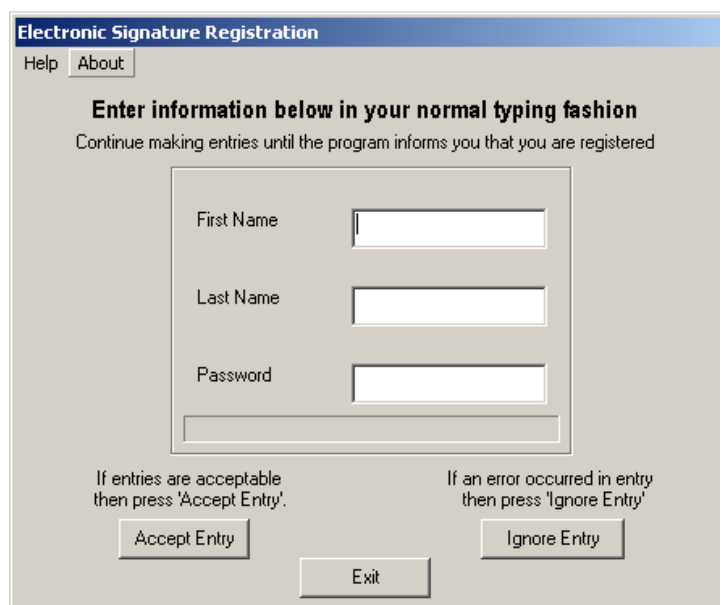 Electronic Signature Registration
Help About
Enter information below in your normal typing fashion
Continue making entries until the program informs you that you are registered
First Name
Last Name
Password
If entries are acceptable
then press 'Accept Entry'.
If an error occurred in entry
then press 'Ignore Entry'
Accept Entry
Ignore Entry
Exit